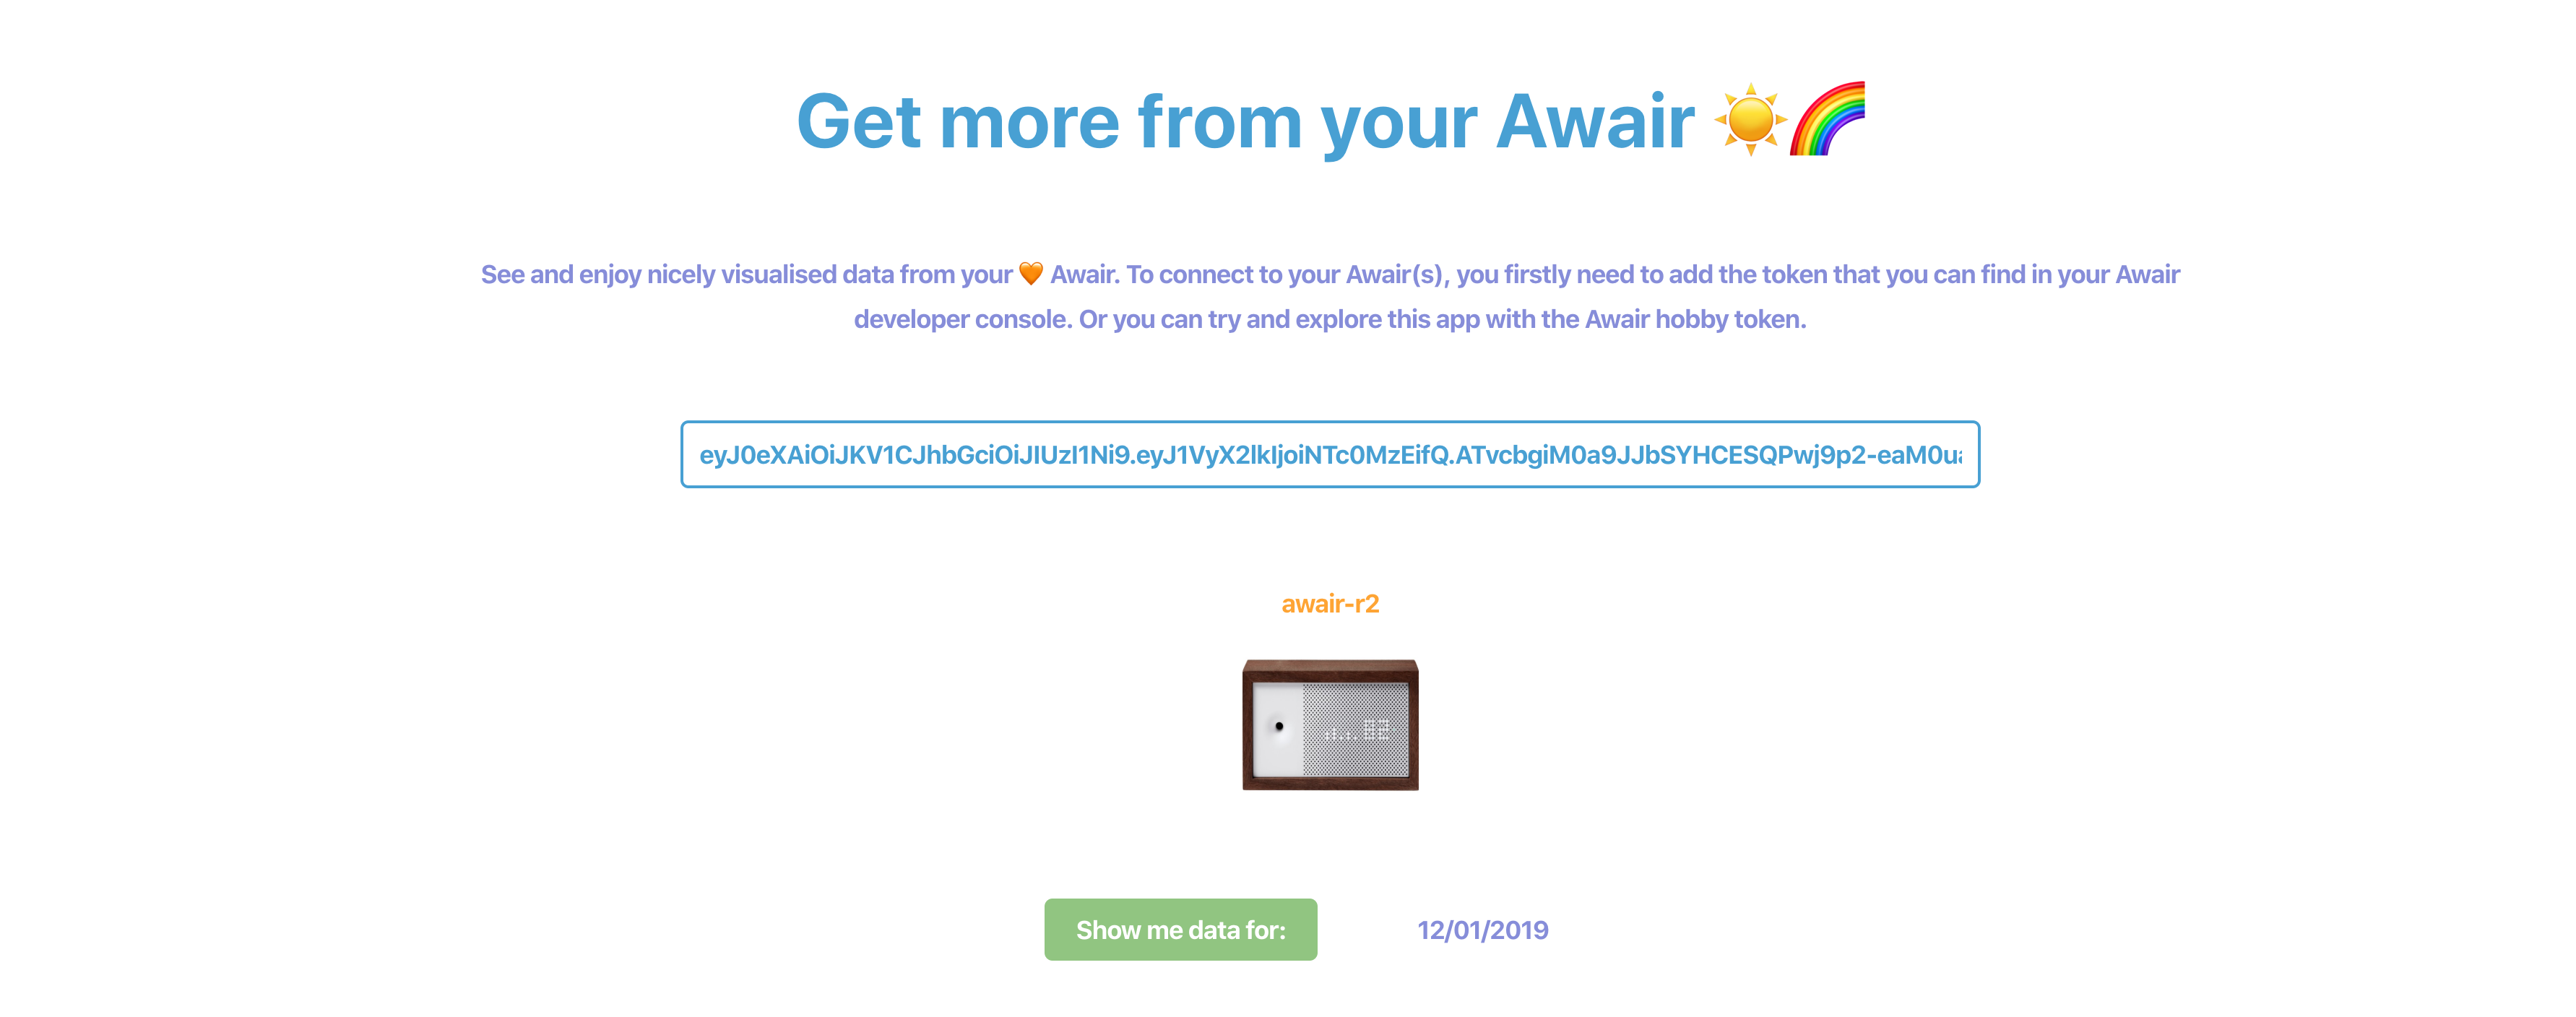 Get more from your Awair ☀️🌈
See and enjoy nicely visualised data from your 🧡 Awair. To connect to your Awair(s), you firstly need to add the token that you can find in your Awair
developer console. Or you can try and explore this app with the Awair hobby token.
eyJ0eXAiOiJKV1CJhbGciOiJIUzI1Ni9.eyJ1VyX2lkIjoiNTc0MzEifQ.ATvcbgiM0a9JJbSYHCESQPwj9p2-eaM0ua
awair-r2
82
Show me data for:
12/01/2019